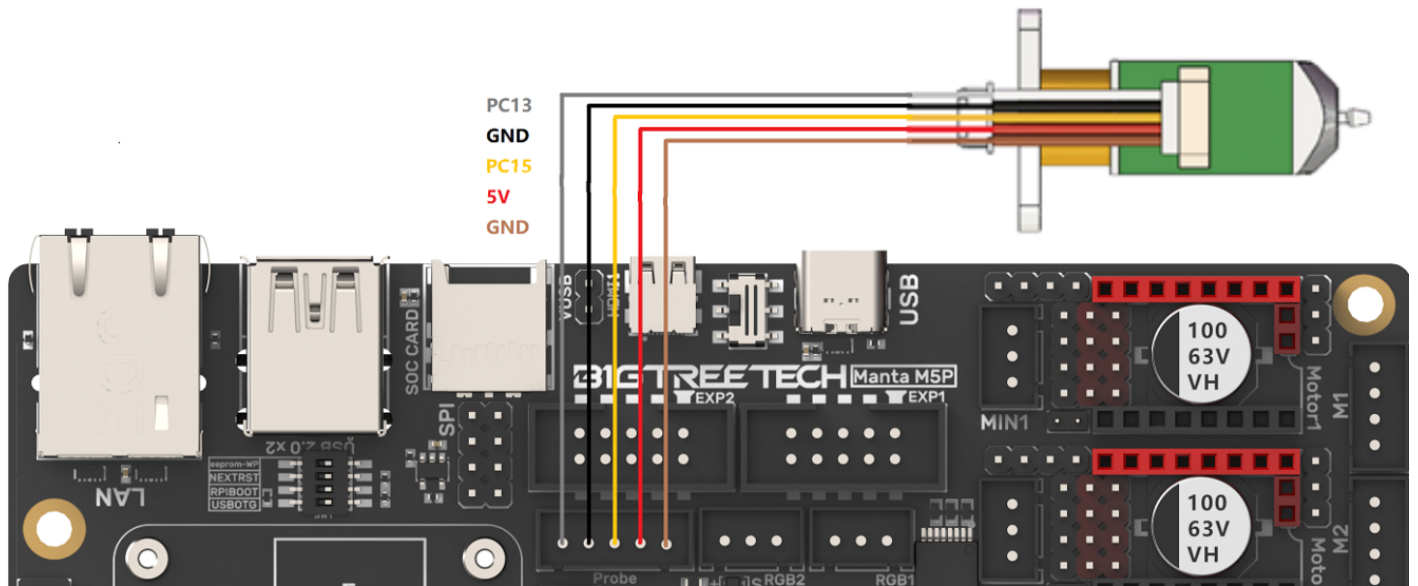 PC13
GND
PC15
5V
GND
UDE
LAN
USB 2.0 x2
eeprom-WP
NEXTRST
RPIBOOT
USBOTG
SOC CARD
SPI
VUSB
HDMI1
USB
BIGTREETECH Manta M5P
EXP2
EXP1
MIN1
100
63V
VH
Motor1
M1
100
63V
VH
Moto
M2
Probe
RGB2
RGB1